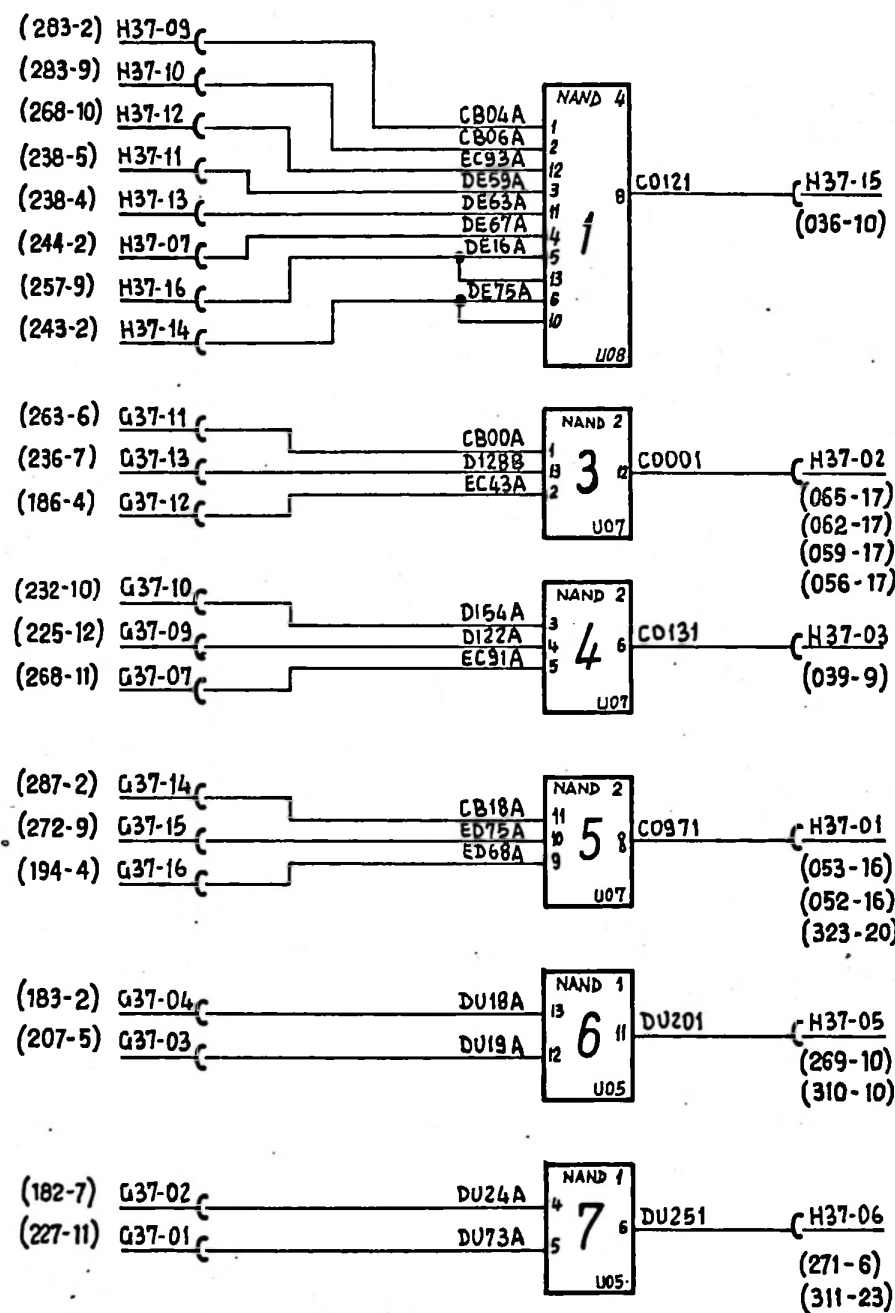 (283-2) H37-09
(283-9) H37-10
(268-10) H37-12
(238-5) H37-11
(238-4) H37-13
(244-2) H37-07
(257-9) H37-16
(243-2) H37-14
CB04A
CB06A
EC93A
DE59A
DE63A
DE67A
DE16A
DE75A
NAND 4
1
2
12
3
11
4
5
13
6
10
1
8
U08
C0121
H37-15
(036-10)
(263-6) G37-11
(236-7) G37-13
(186-4) G37-12
CB00A
D128B
EC43A
NAND 2
1
13
2
3
12
U07
C0001
H37-02
(065-17)
(062-17)
(059-17)
(056-17)
(232-10) G37-10
(225-12) G37-09
(268-11) G37-07
DI54A
DI22A
EC91A
NAND 2
3
4
5
4
6
U07
C0131
H37-03
(039-9)
(287-2) G37-14
(272-9) G37-15
(194-4) G37-16
CB18A
ED75A
ED68A
NAND 2
11
10
9
5
8
U07
C0971
H37-01
(053-16)
(052-16)
(323-20)
(183-2) G37-04
(207-5) G37-03
DU18A
DU19A
NAND 1
13
12
6
11
U05
DU201
H37-05
(269-10)
(310-10)
(182-7) G37-02
(227-11) G37-01
DU24A
DU73A
NAND 1
4
5
7
6
U05
DU251
H37-06
(271-6)
(311-23)